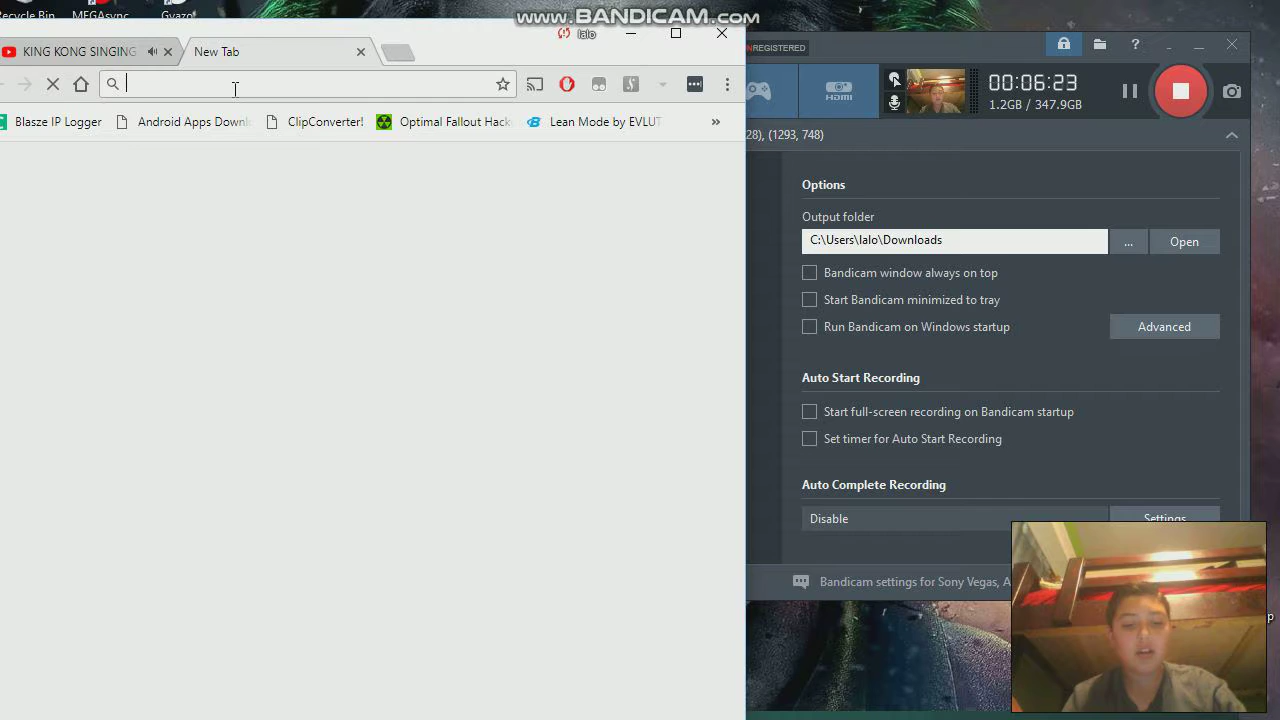 Recycle Bin
MEGAsync
Gyazo
www.BANDICAM.com
KING KONG SINGING
New Tab
lalo
REGISTERED
00:06:23
1.2GB / 347.9GB
HDMI
Blasze IP Logger
Android Apps Downl
ClipConverter!
Optimal Fallout Hack
Lean Mode by EVLUT
»
28), (1293, 748)
Options
Output folder
C:\Users\lalo\Downloads
...
Open
Bandicam window always on top
Start Bandicam minimized to tray
Run Bandicam on Windows startup
Advanced
Auto Start Recording
Start full-screen recording on Bandicam startup
Set timer for Auto Start Recording
Auto Complete Recording
Disable
Settings
Bandicam settings for Sony Vegas, A
p